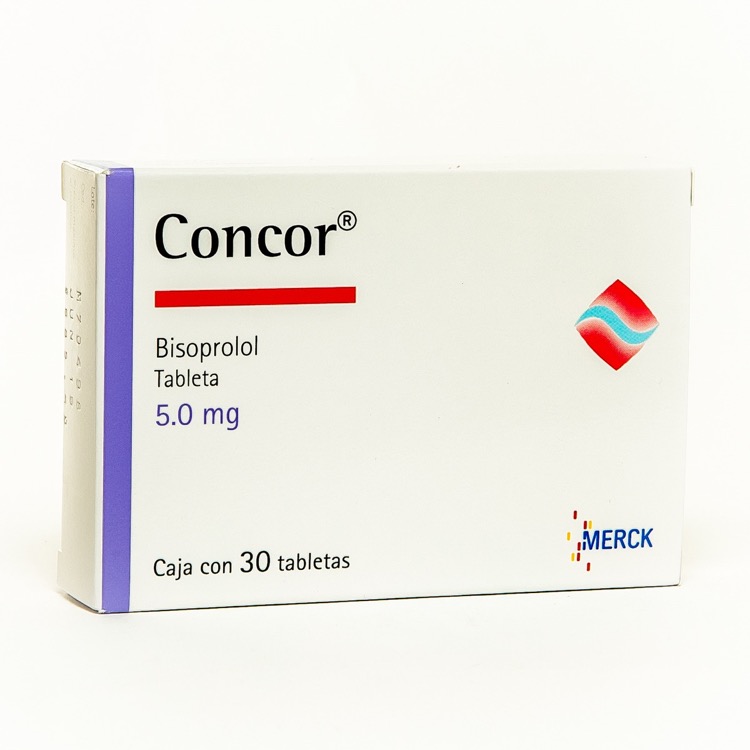 Concor®
Bisoprolol
Tableta
5.0 mg
Caja con 30 tabletas
MERCK